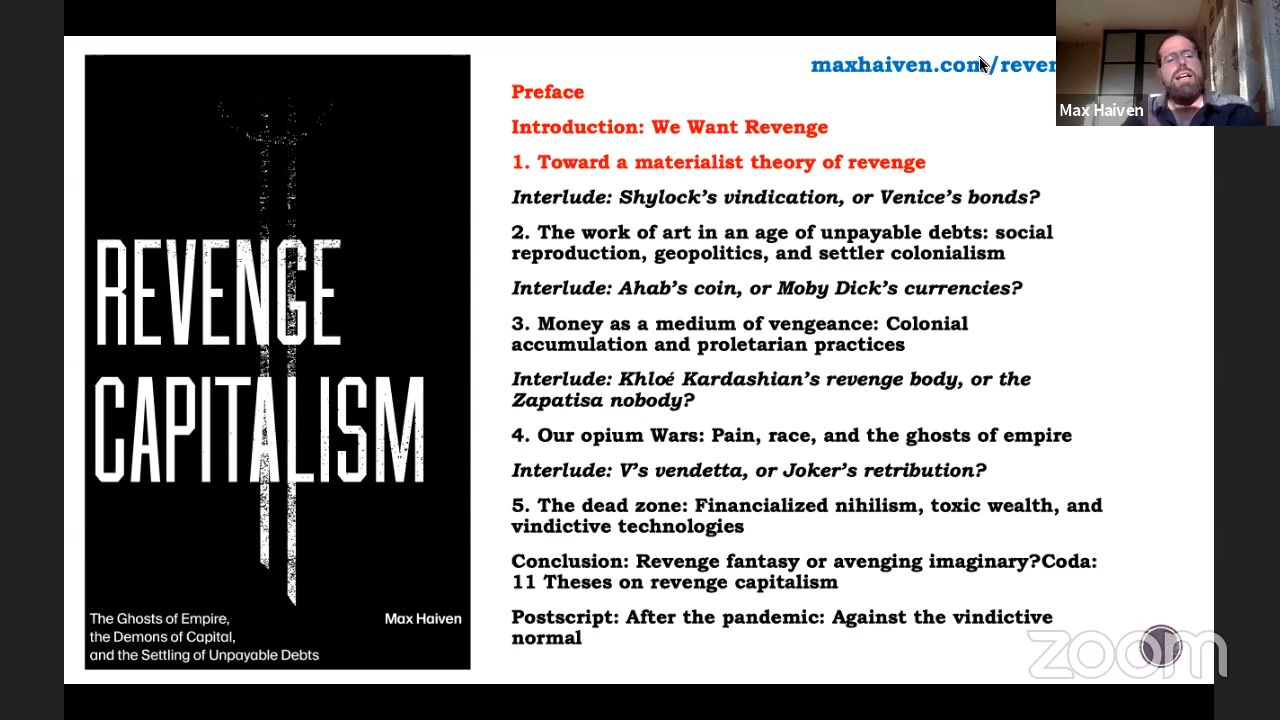 maxhaiven.com/rever
Max Haiven
Preface
Introduction: We Want Revenge
1. Toward a materialist theory of revenge
Interlude: Shylock's vindication, or Venice's bonds?
2. The work of art in an age of unpayable debts: social
reproduction, geopolitics, and settler colonialism
Interlude: Ahab's coin, or Moby Dick's currencies?
3. Money as a medium of vengeance: Colonial
accumulation and proletarian practices
Interlude: Khloé Kardashian's revenge body, or the
Zapatisa nobody?
4. Our opium Wars: Pain, race, and the ghosts of empire
Interlude: V's vendetta, or Joker's retribution?
5. The dead zone: Financialized nihilism, toxic wealth, and
vindictive technologies
Conclusion: Revenge fantasy or avenging imaginary?Coda:
11 Theses on revenge capitalism
Postscript: After the pandemic: Against the vindictive
normal
REVENGE
CAPITALISM
The Ghosts of Empire,
the Demons of Capital,
and the Settling of Unpayable Debts
Max Haiven
zoom